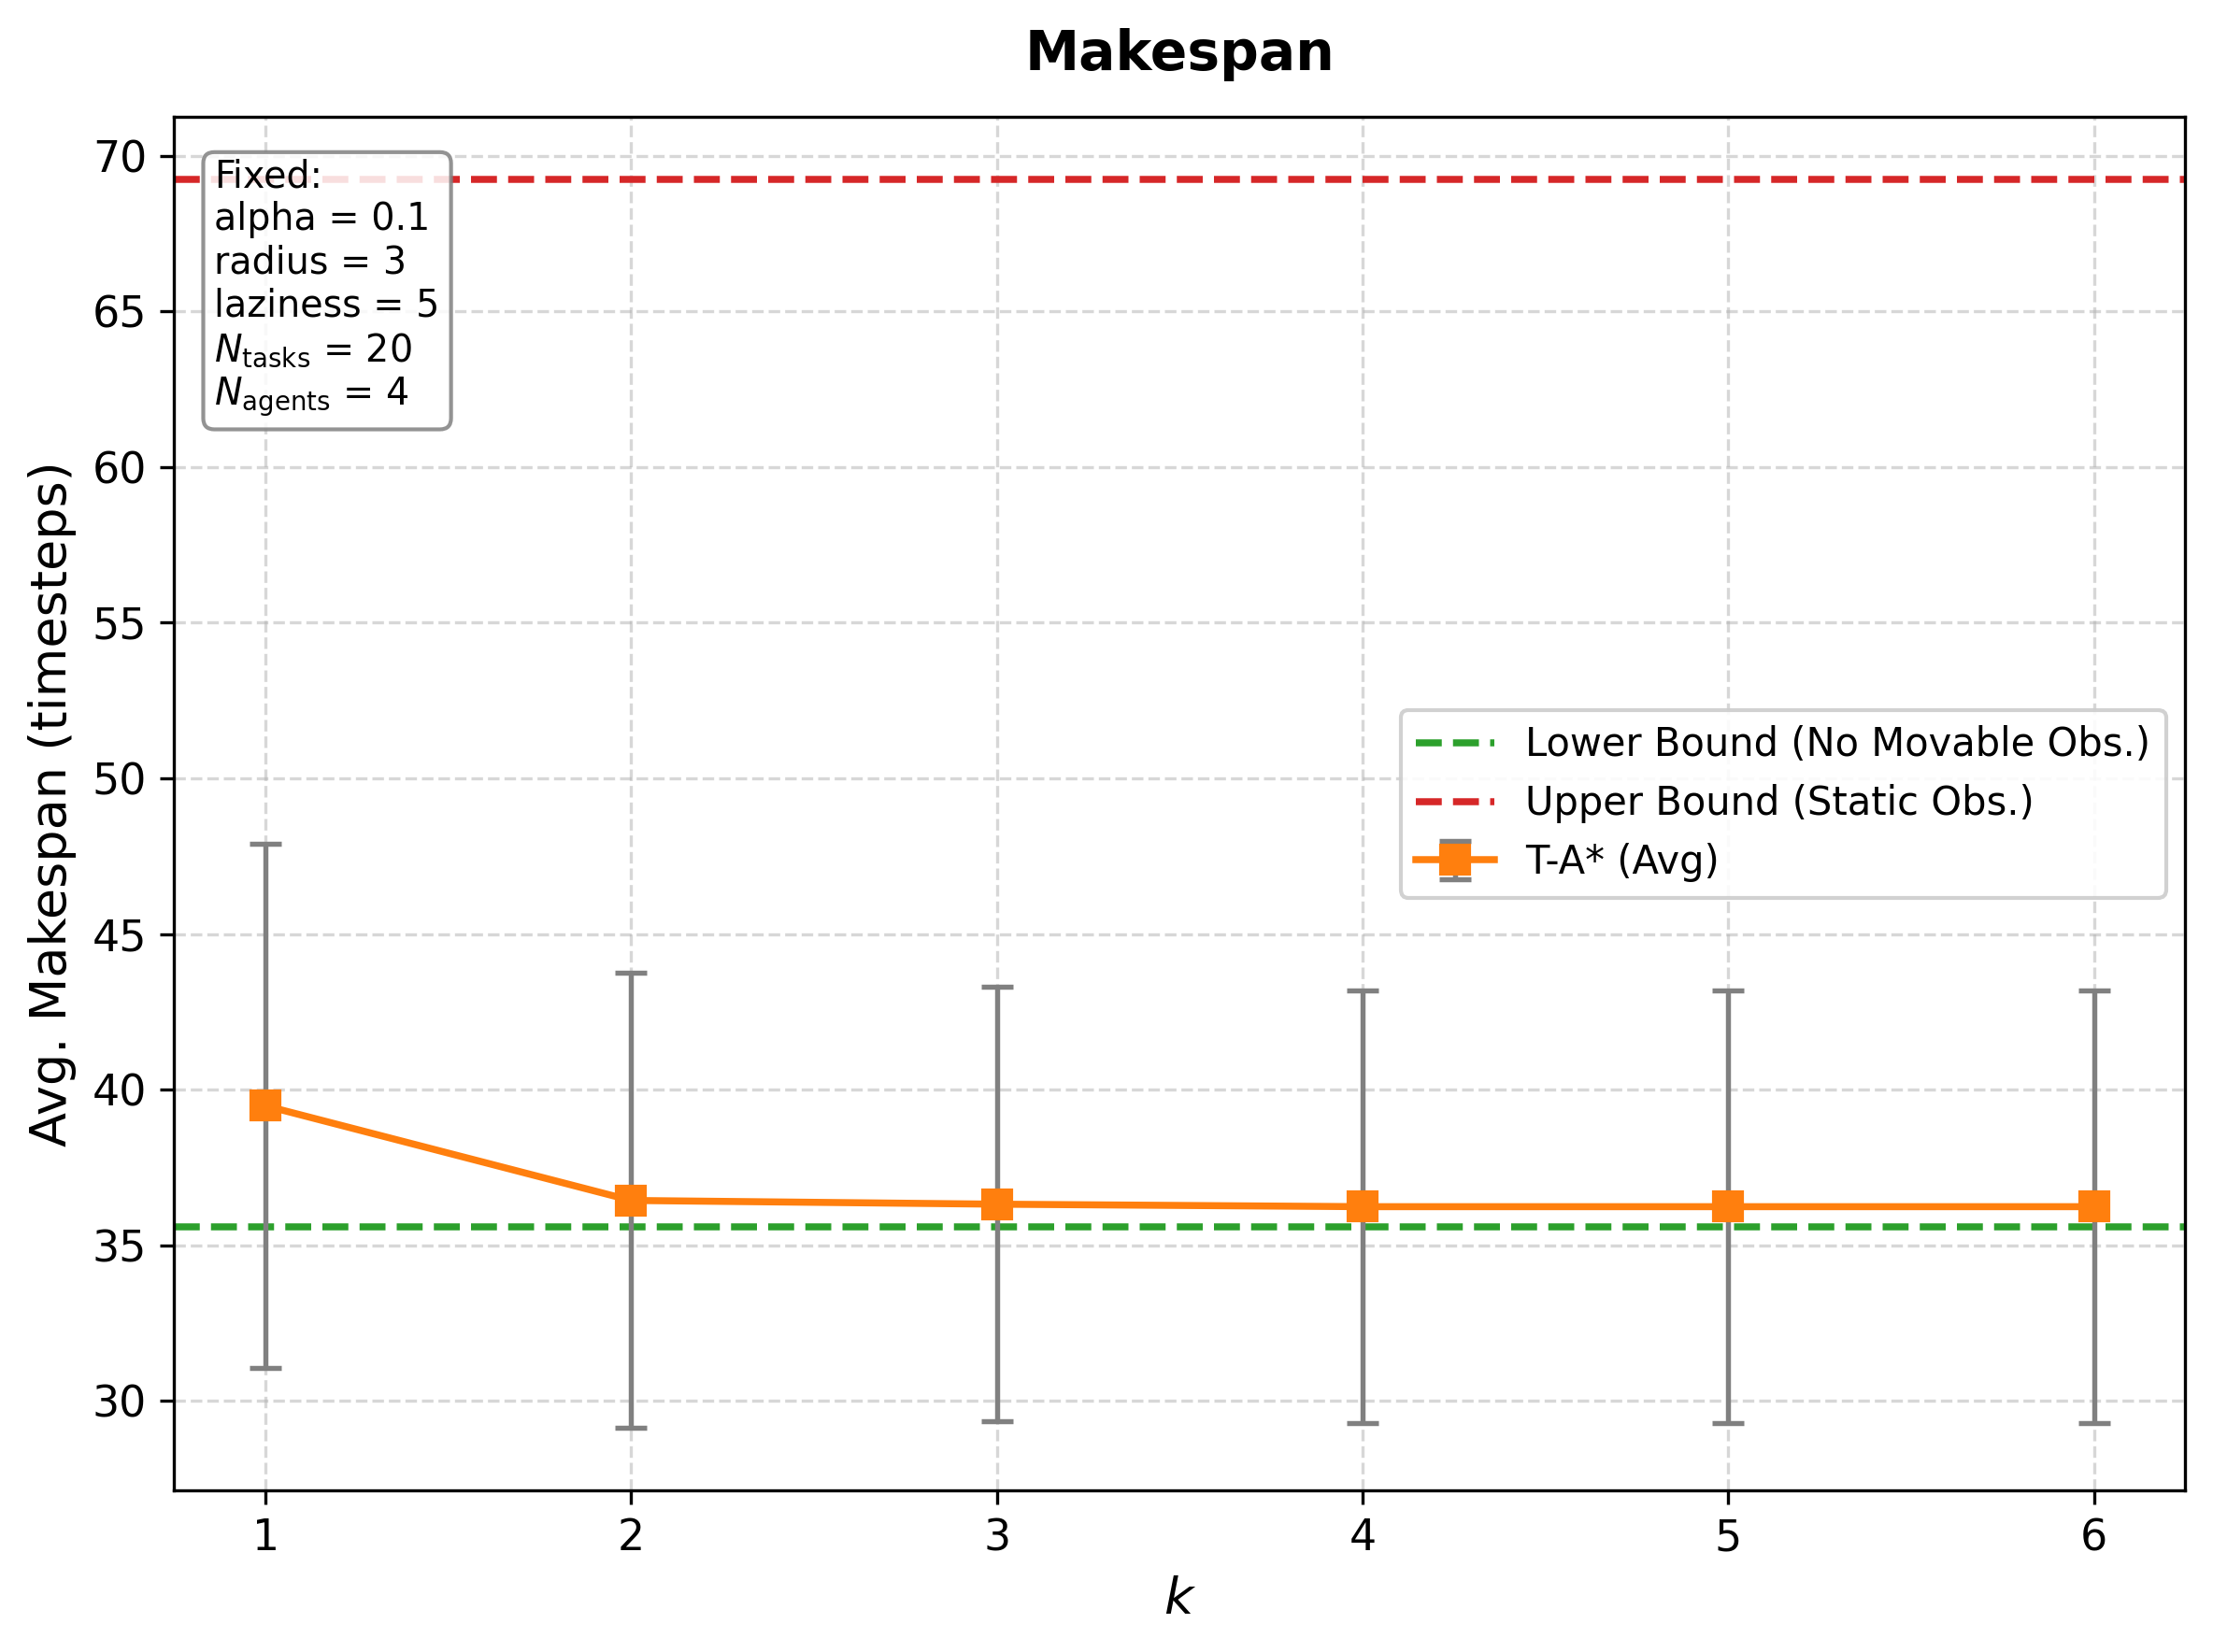 Makespan
70
65
60
55
50
45
40
35
30
Avg. Makespan (timesteps)
Fixed:
alpha = 0.1
radius = 3
laziness = 5
N_tasks = 20
N_agents = 4
Lower Bound (No Movable Obs.)
Upper Bound (Static Obs.)
T-A* (Avg)
1 2 3 4 5 6
k